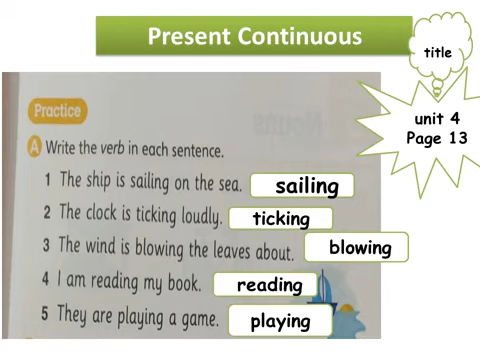 Present Continuous
title
unit 4
Page 13
Practice
A Write the verb in each sentence.
1 The ship is sailing on the sea. sailing
2 The clock is ticking loudly. ticking
3 The wind is blowing the leaves about. blowing
4 I am reading my book. reading
5 They are playing a game. playing